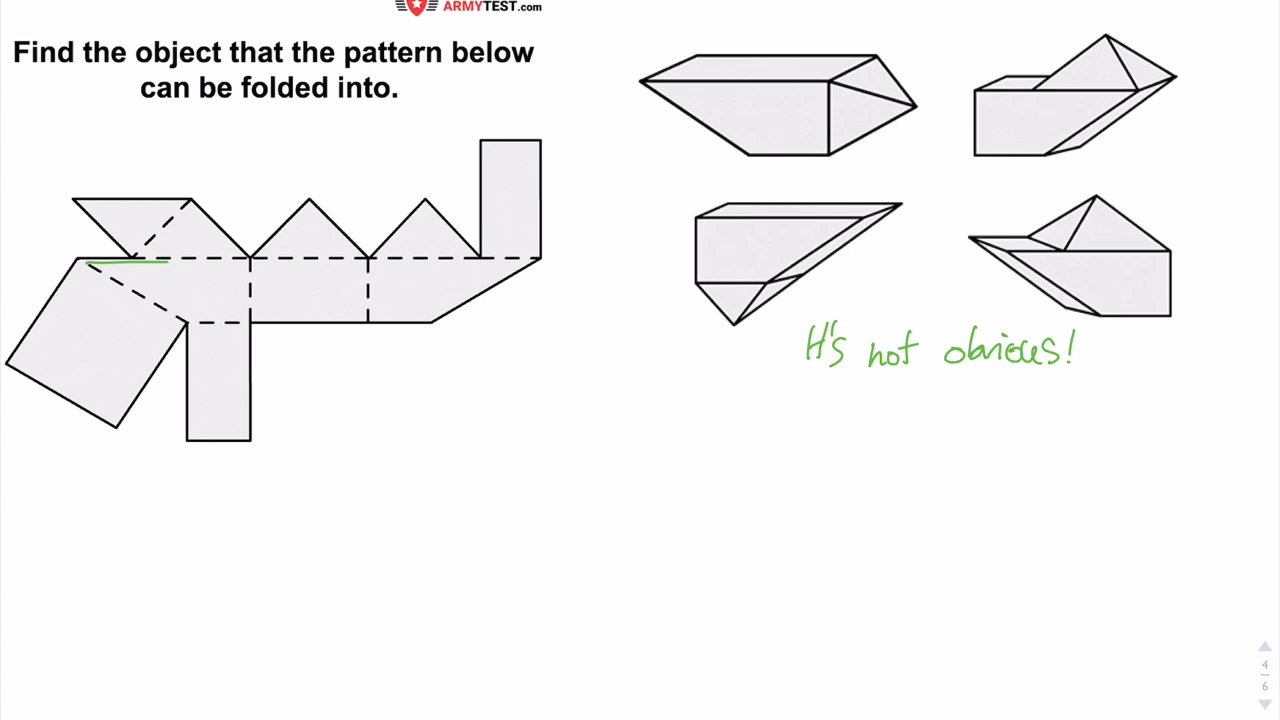 ARMYTEST.com
Find the object that the pattern below
can be folded into.
It's not obvious!
4
6